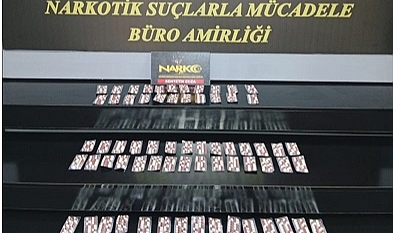 NARKOTİK SUÇLARLA MÜCADELE
BÜRO AMİRLİĞİ
NARKO